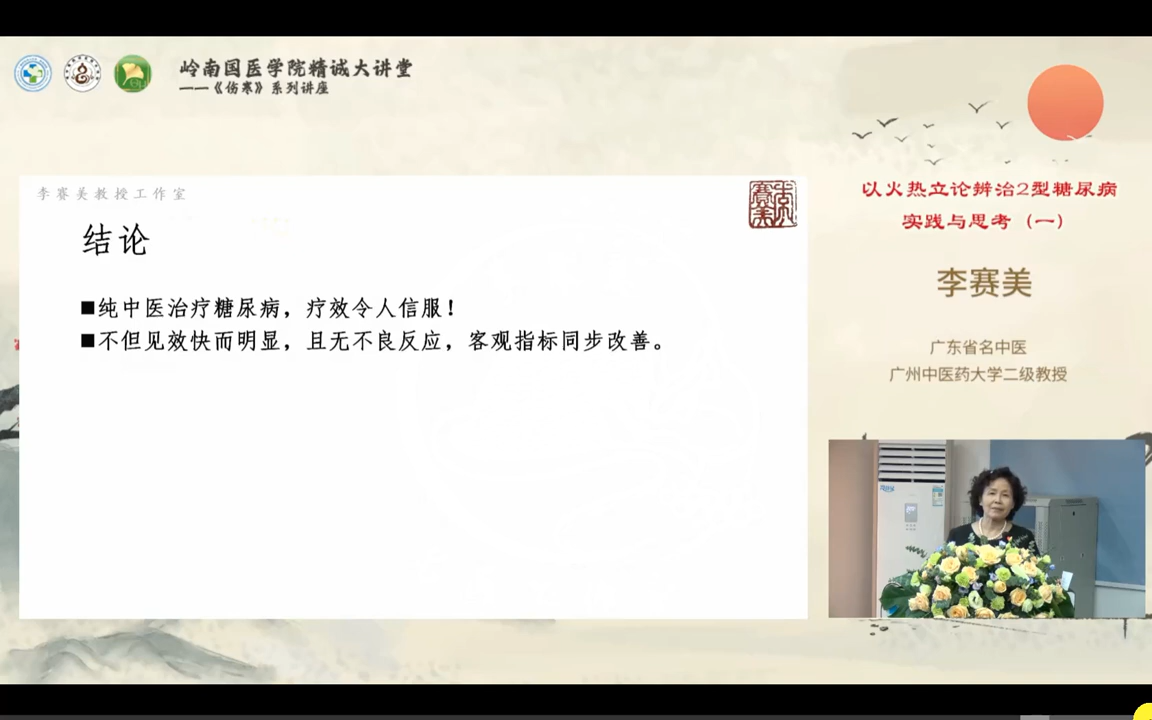 岭南国医学院精诚大讲堂
——《伤寒》系列讲座
李赛美教授工作室
结论
■纯中医治疗糖尿病，疗效令人信服！
■不但见效快而明显，且无不良反应，客观指标同步改善。
以火热立论辨治2型糖尿病
实践与思考（一）
李赛美
广东省名中医
广州中医药大学二级教授